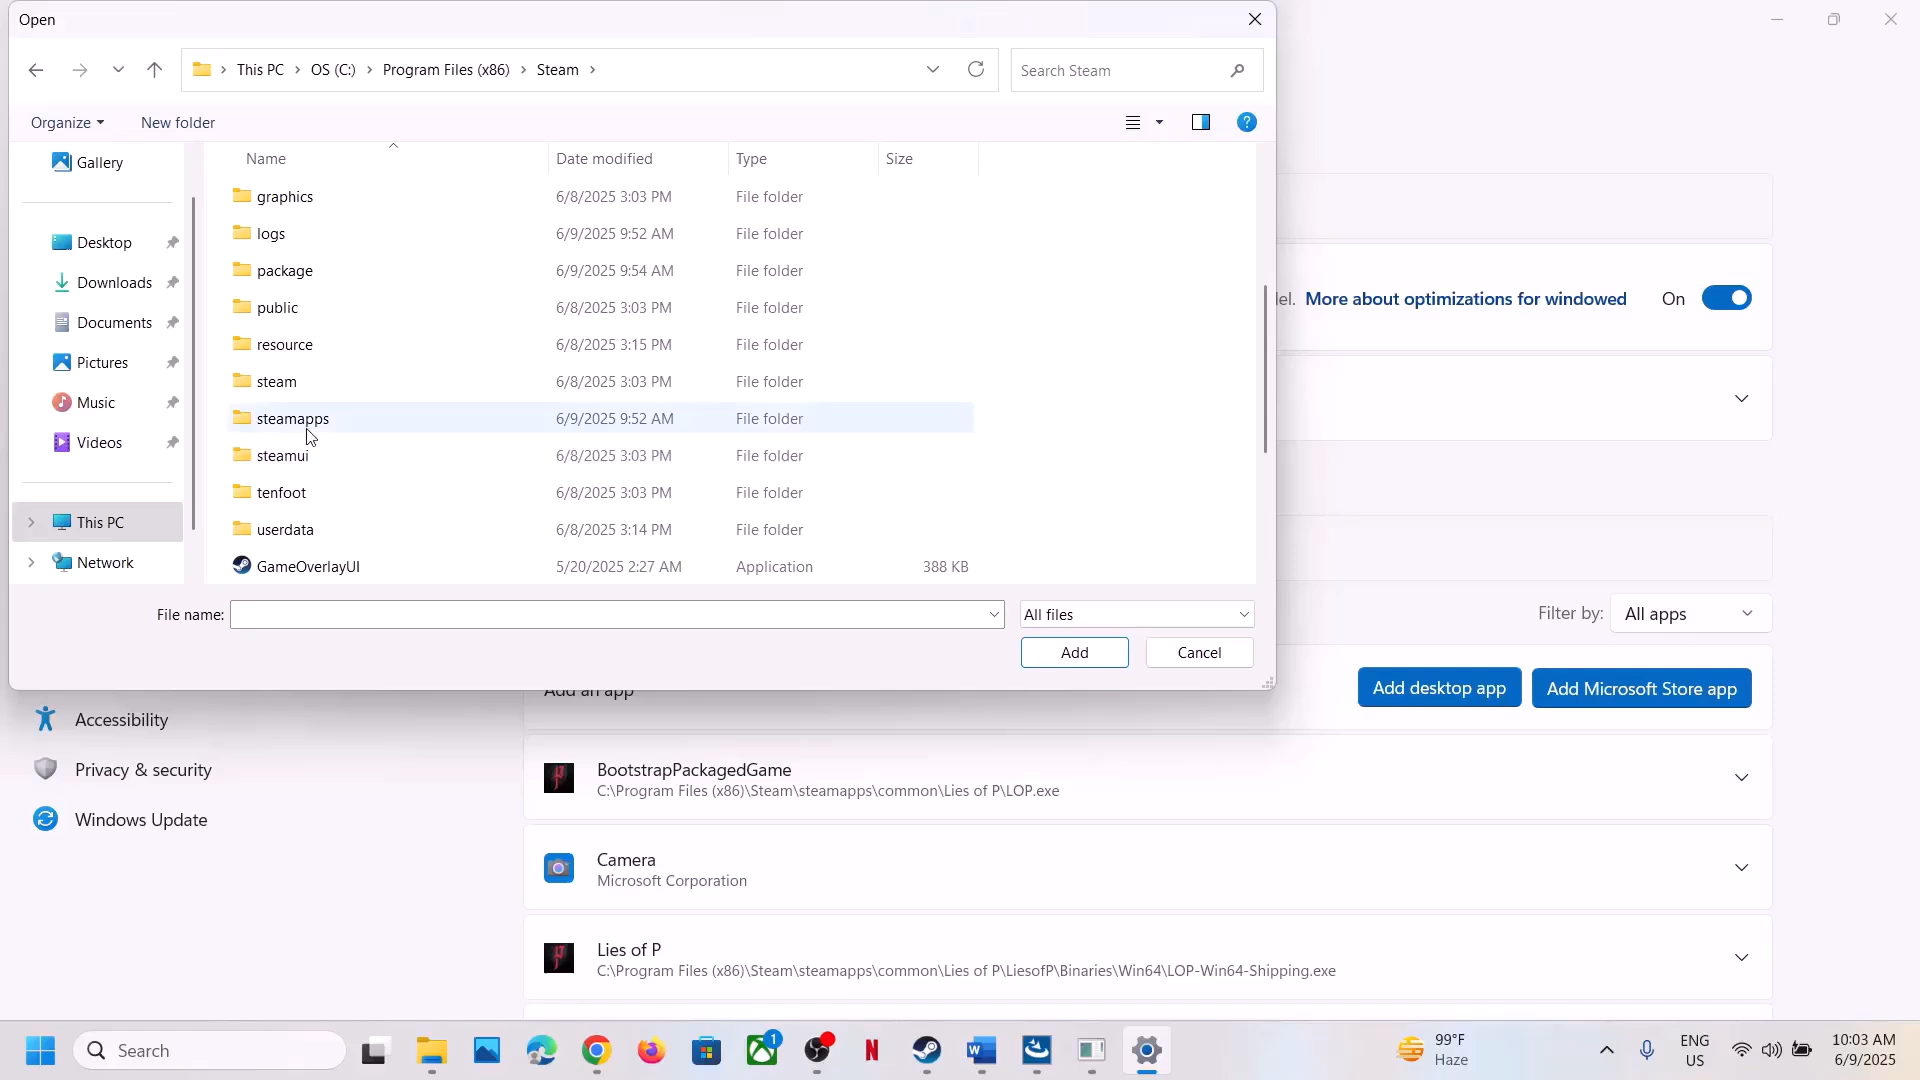 Open
This PC > OS (C:) > Program Files (x86) > Steam >
Search Steam
Organize
New folder
Name
Date modified
Type
Size
Gallery
Desktop
Downloads
Documents
Pictures
Music
Videos
This PC
Network
graphics 6/8/2025 3:03 PM File folder
logs 6/9/2025 9:52 AM File folder
package 6/9/2025 9:54 AM File folder
public 6/8/2025 3:03 PM File folder
resource 6/8/2025 3:15 PM File folder
steam 6/8/2025 3:03 PM File folder
steamapps 6/9/2025 9:52 AM File folder
steamui 6/8/2025 3:03 PM File folder
tenfoot 6/8/2025 3:03 PM File folder
userdata 6/8/2025 3:14 PM File folder
GameOverlayUI 5/20/2025 2:27 AM Application 388 KB
File name:
All files
Add
Cancel
More about optimizations for windowed
On
Filter by:
All apps
Add an app
Add desktop app
Add Microsoft Store app
Accessibility
Privacy & security
Windows Update
BootstrapPackagedGame
C:\Program Files (x86)\Steam\steamapps\common\Lies of P\LOP.exe
Camera
Microsoft Corporation
Lies of P
C:\Program Files (x86)\Steam\steamapps\common\Lies of P\LiesofP\Binaries\Win64\LOP-Win64-Shipping.exe
Search
1
99°F
Haze
ENG
US
10:03 AM
6/9/2025